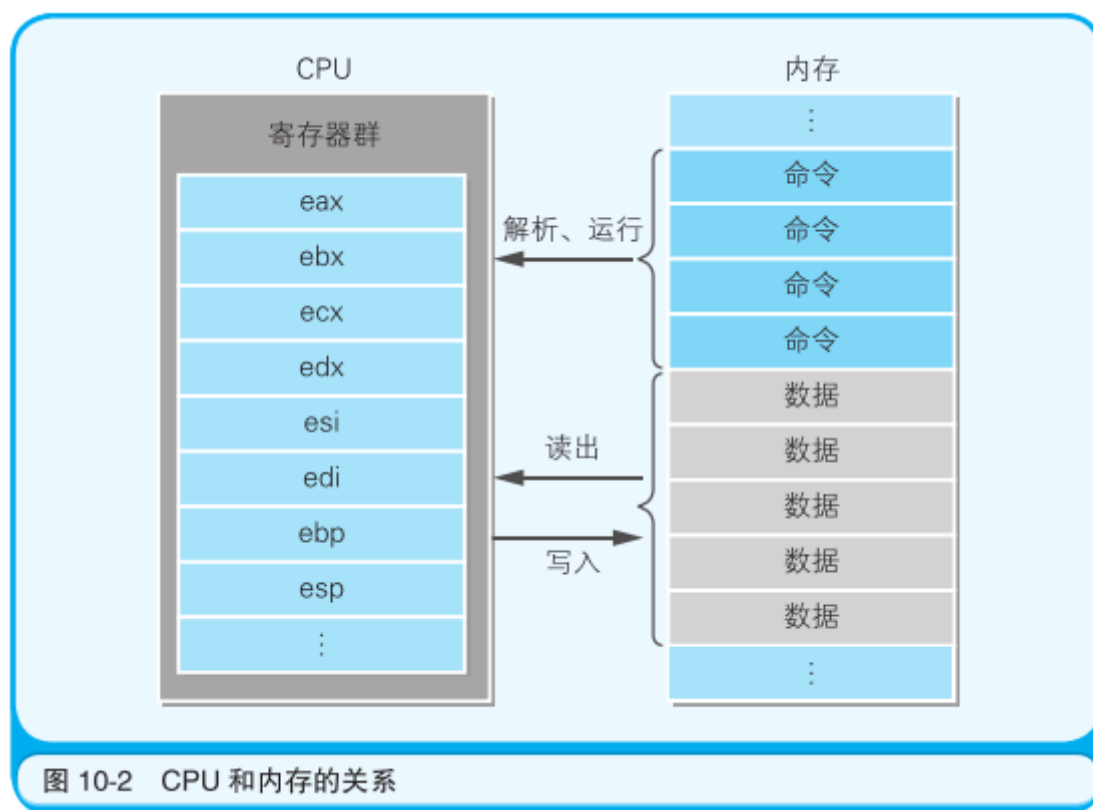 CPU
寄存器群
eax
ebx
ecx
edx
esi
edi
ebp
esp
⋮
解析、运行
读出
写入
内存
⋮
命令
命令
命令
命令
数据
数据
数据
数据
数据
⋮
图 10-2 CPU 和内存的关系